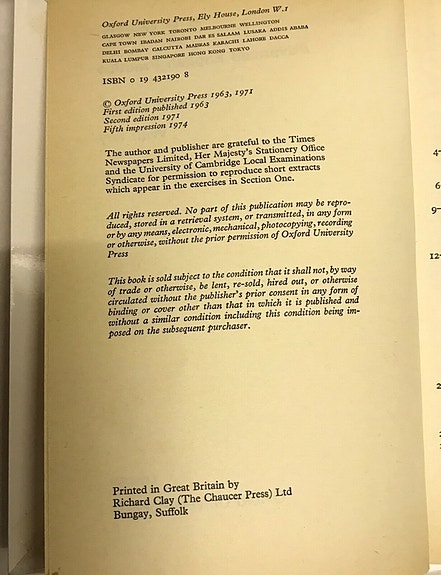 Oxford University Press, Ely House, London W.1
GLASGOW NEW YORK TORONTO MELBOURNE WELLINGTON
CAPE TOWN IBADAN NAIROBI DAR ES SALAAM LUSAKA ADDIS ABABA
DELHI BOMBAY CALCUTTA MADRAS KARACHI LAHORE DACCA
KUALA LUMPUR SINGAPORE HONG KONG TOKYO
ISBN 0 19 432190 8
© Oxford University Press 1963, 1971
First edition published 1963
Second edition 1971
Fifth impression 1974
The author and publisher are grateful to the Times
Newspapers Limited, Her Majesty's Stationery Office
and the University of Cambridge Local Examinations
Syndicate for permission to reproduce short extracts
which appear in the exercises in Section One.
All rights reserved. No part of this publication may be repro-
duced, stored in a retrieval system, or transmitted, in any form
or by any means, electronic, mechanical, photocopying, recording
or otherwise, without the prior permission of Oxford University
Press
This book is sold subject to the condition that it shall not, by way
of trade or otherwise, be lent, re-sold, hired out, or otherwise
circulated without the publisher's prior consent in any form of
binding or cover other than that in which it is published and
without a similar condition including this condition being im-
posed on the subsequent purchaser.
Printed in Great Britain by
Richard Clay (The Chaucer Press) Ltd
Bungay, Suffolk
4-
6-
9-
12-
2